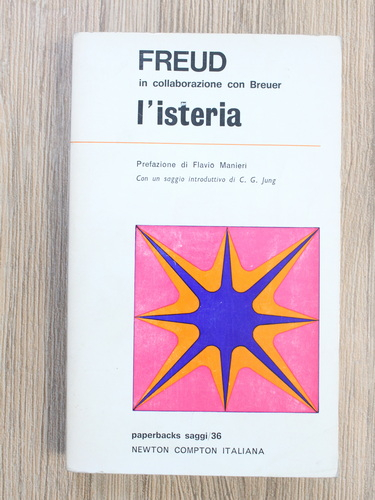 FREUD
in collaborazione con Breuer
l'isteria
Prefazione di Flavio Manieri
Con un saggio introduttivo di C. G. Jung
paperbacks saggi/36
NEWTON COMPTON ITALIANA